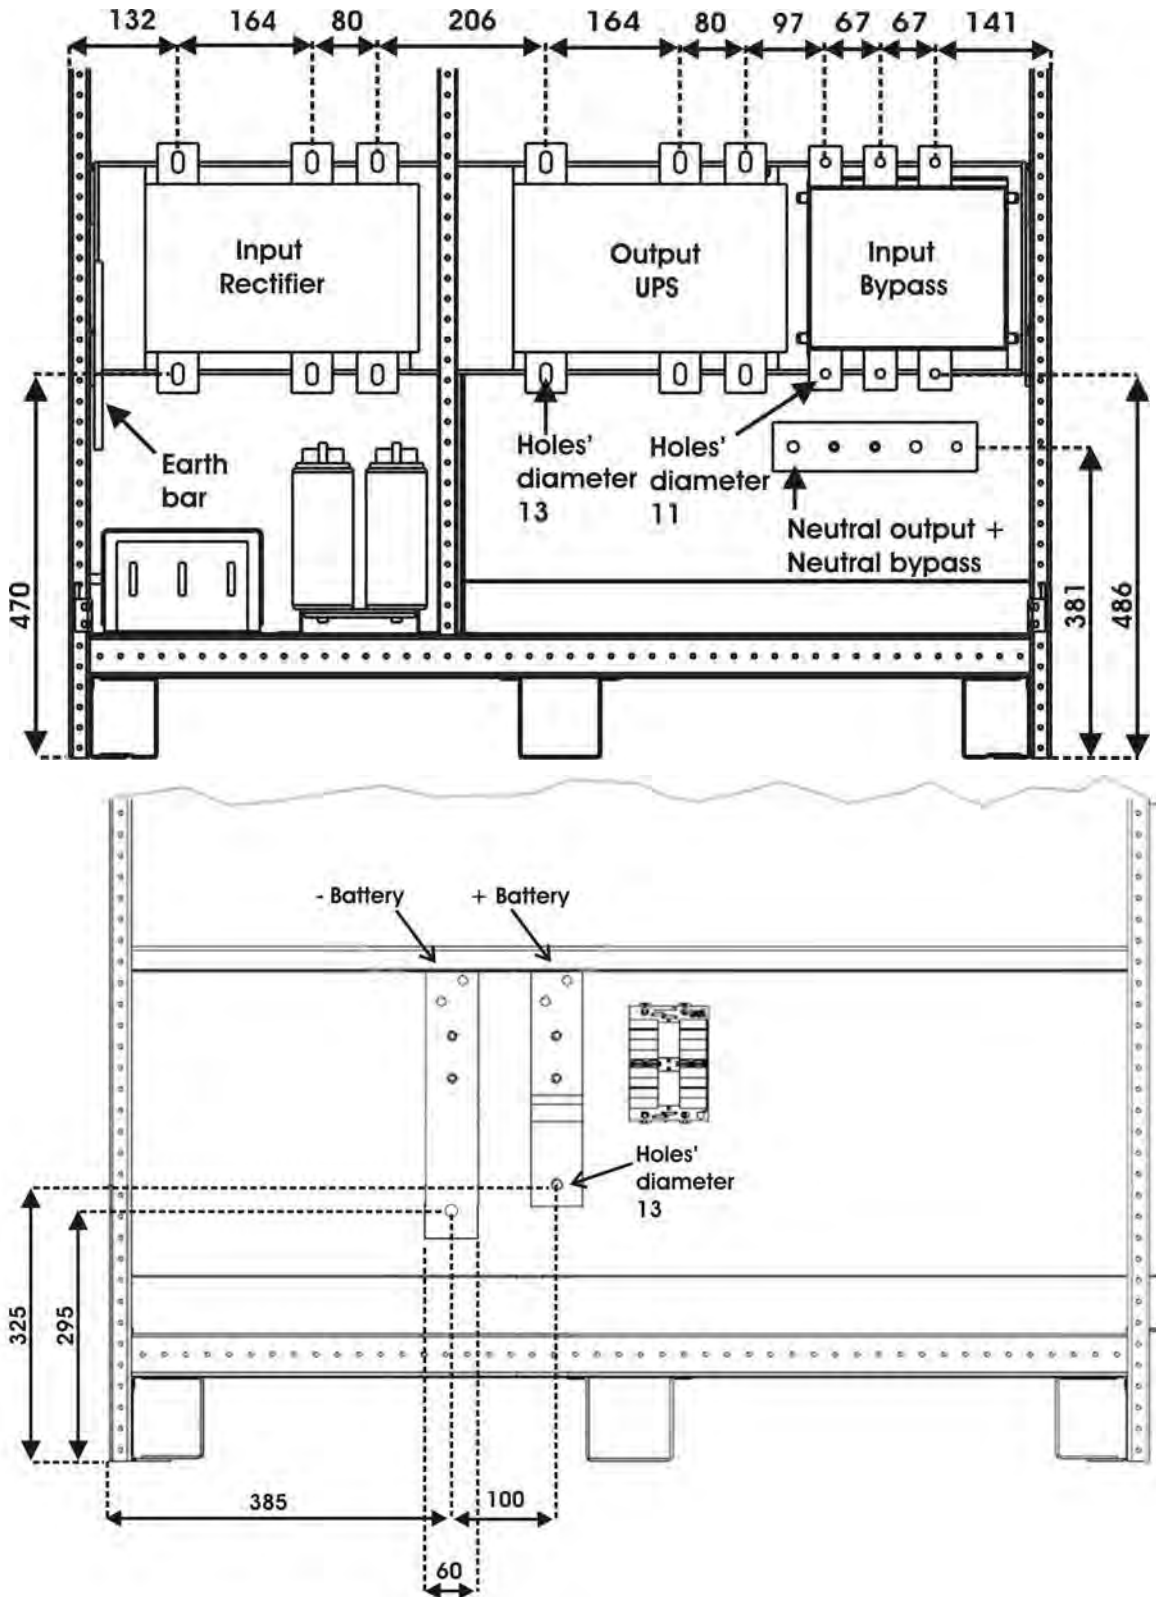 132 164 80 206 164 80 97 67 67 141
Input
Rectifier
Output
UPS
Input
Bypass
Earth
bar
Holes'
diameter
13
Holes'
diameter
11
Neutral output +
Neutral bypass
470
381
486
- Battery
+ Battery
Holes'
diameter
13
325
295
385
100
60